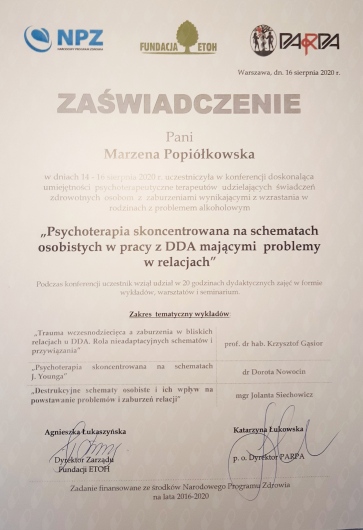 NPZ
NARODOWY PROGRAM ZDROWIA
FUNDACJA ETOH
PARPA
Warszawa, dn. 16 sierpnia 2020 r.
ZAŚWIADCZENIE
Pani
Marzena Popiółkowska
w dniach 14 - 16 sierpnia 2020 r. uczestniczyła w konferencji doskonalącą
umiejętności psychoterapeutyczne terapeutów udzielających świadczeń
zdrowotnych osobom z zaburzeniami wynikającymi z wzrastania w
rodzinach z problemem alkoholowym
„Psychoterapia skoncentrowana na schematach
osobistych w pracy z DDA mającymi problemy
w relacjach”
Podczas konferencji uczestnik wziął udział w 20 godzinach dydaktycznych zajęć w formie
wykładów, warsztatów i seminarium.
Zakres tematyczny wykładów
„Trauma wczesnodziecięca a zaburzenia w bliskich
relacjach u DDA. Rola nieadaptacyjnych schematów i
przywiązania”
prof. dr hab. Krzysztof Gąsior
„Psychoterapia skoncentrowana na schematach
J. Younga”
dr Dorota Nowocin
„Destrukcyjne schematy osobiste i ich wpływ na
powstawanie problemów i zaburzeń relacji”
mgr Jolanta Siechowicz
Agnieszka Łukaszyńska
Katarzyna Łukowska
Dyrektor Zarządu
Fundacji ETOH
p. o. Dyrektor PARPA
Zadanie finansowane ze środków Narodowego Programu Zdrowia
na lata 2016-2020